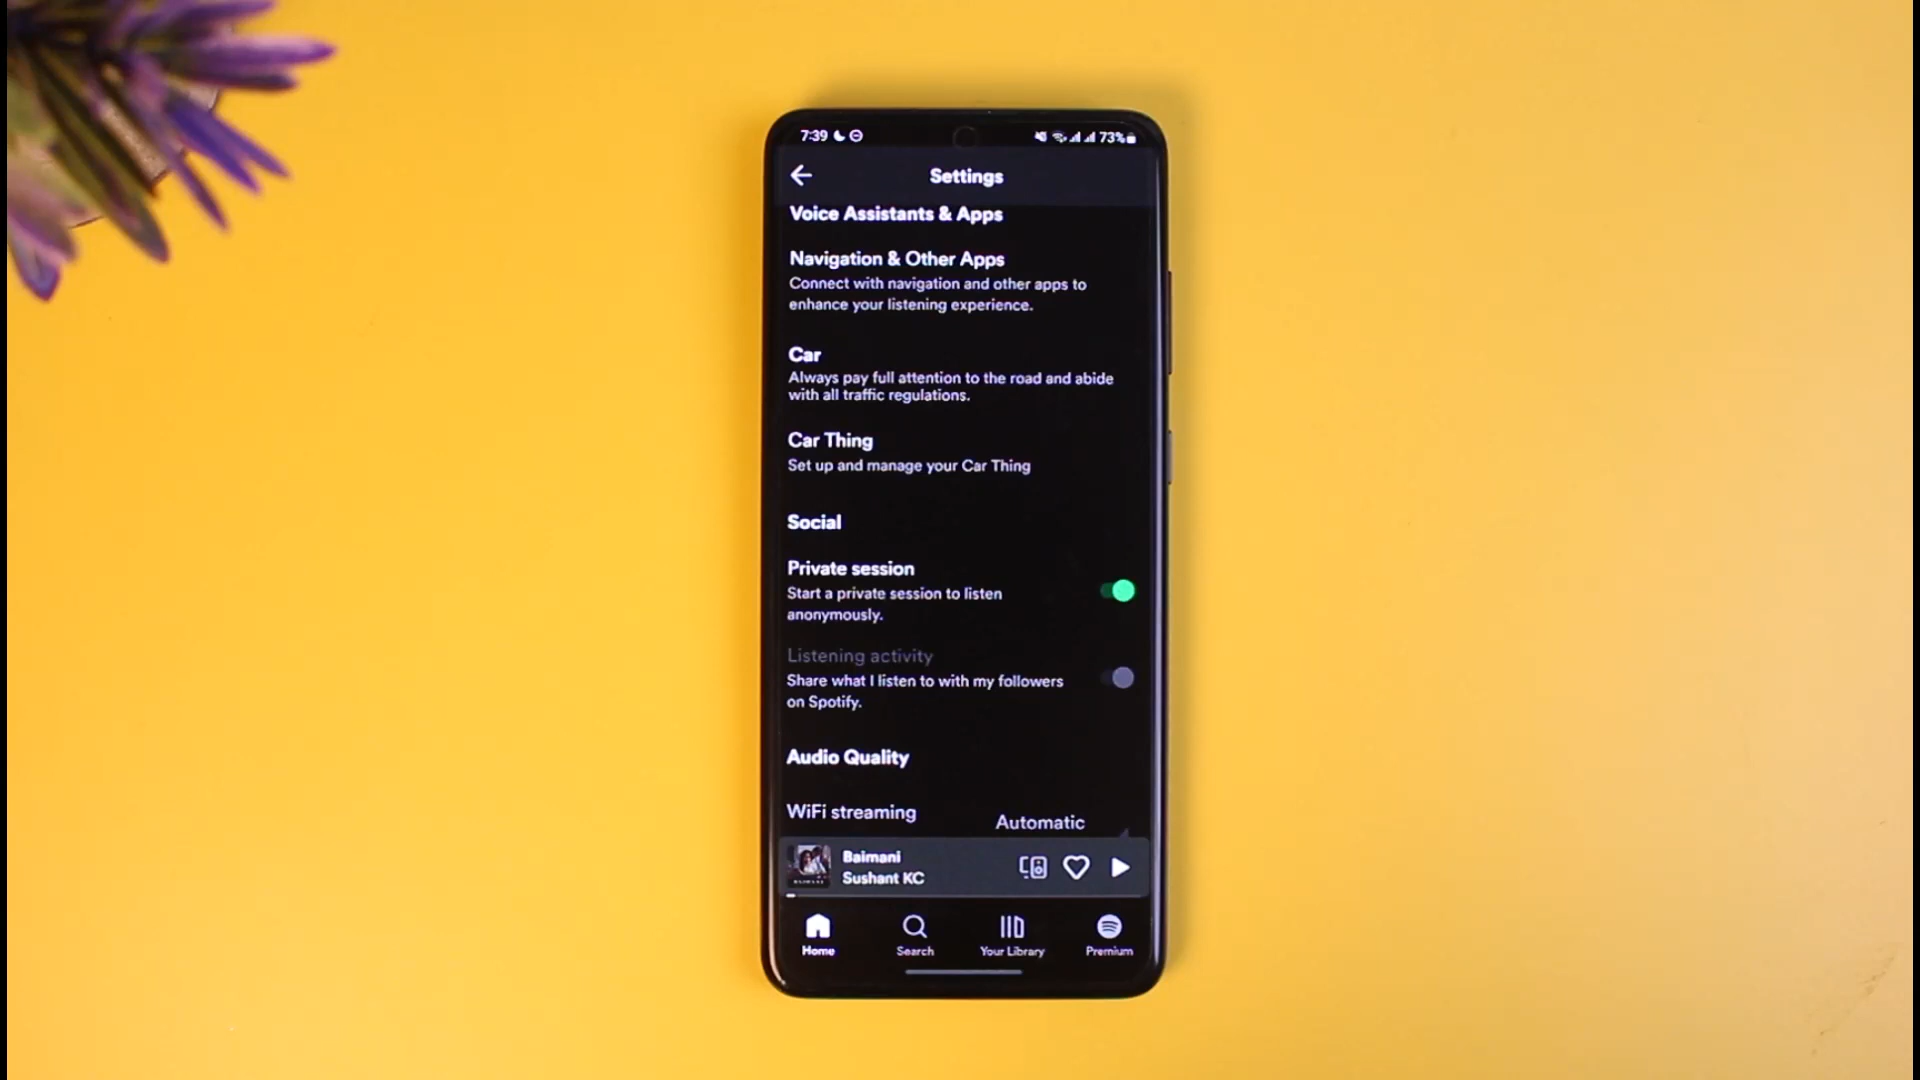 7:39
73%
Settings
Voice Assistants & Apps
Navigation & Other Apps
Connect with navigation and other apps to
enhance your listening experience.
Car
Always pay full attention to the road and abide
with all traffic regulations.
Car Thing
Set up and manage your Car Thing
Social
Private session
Start a private session to listen
anonymously.
Listening activity
Share what I listen to with my followers
on Spotify.
Audio Quality
WiFi streaming
Automatic
Baimani
Sushant KC
Home
Search
Your Library
Premium